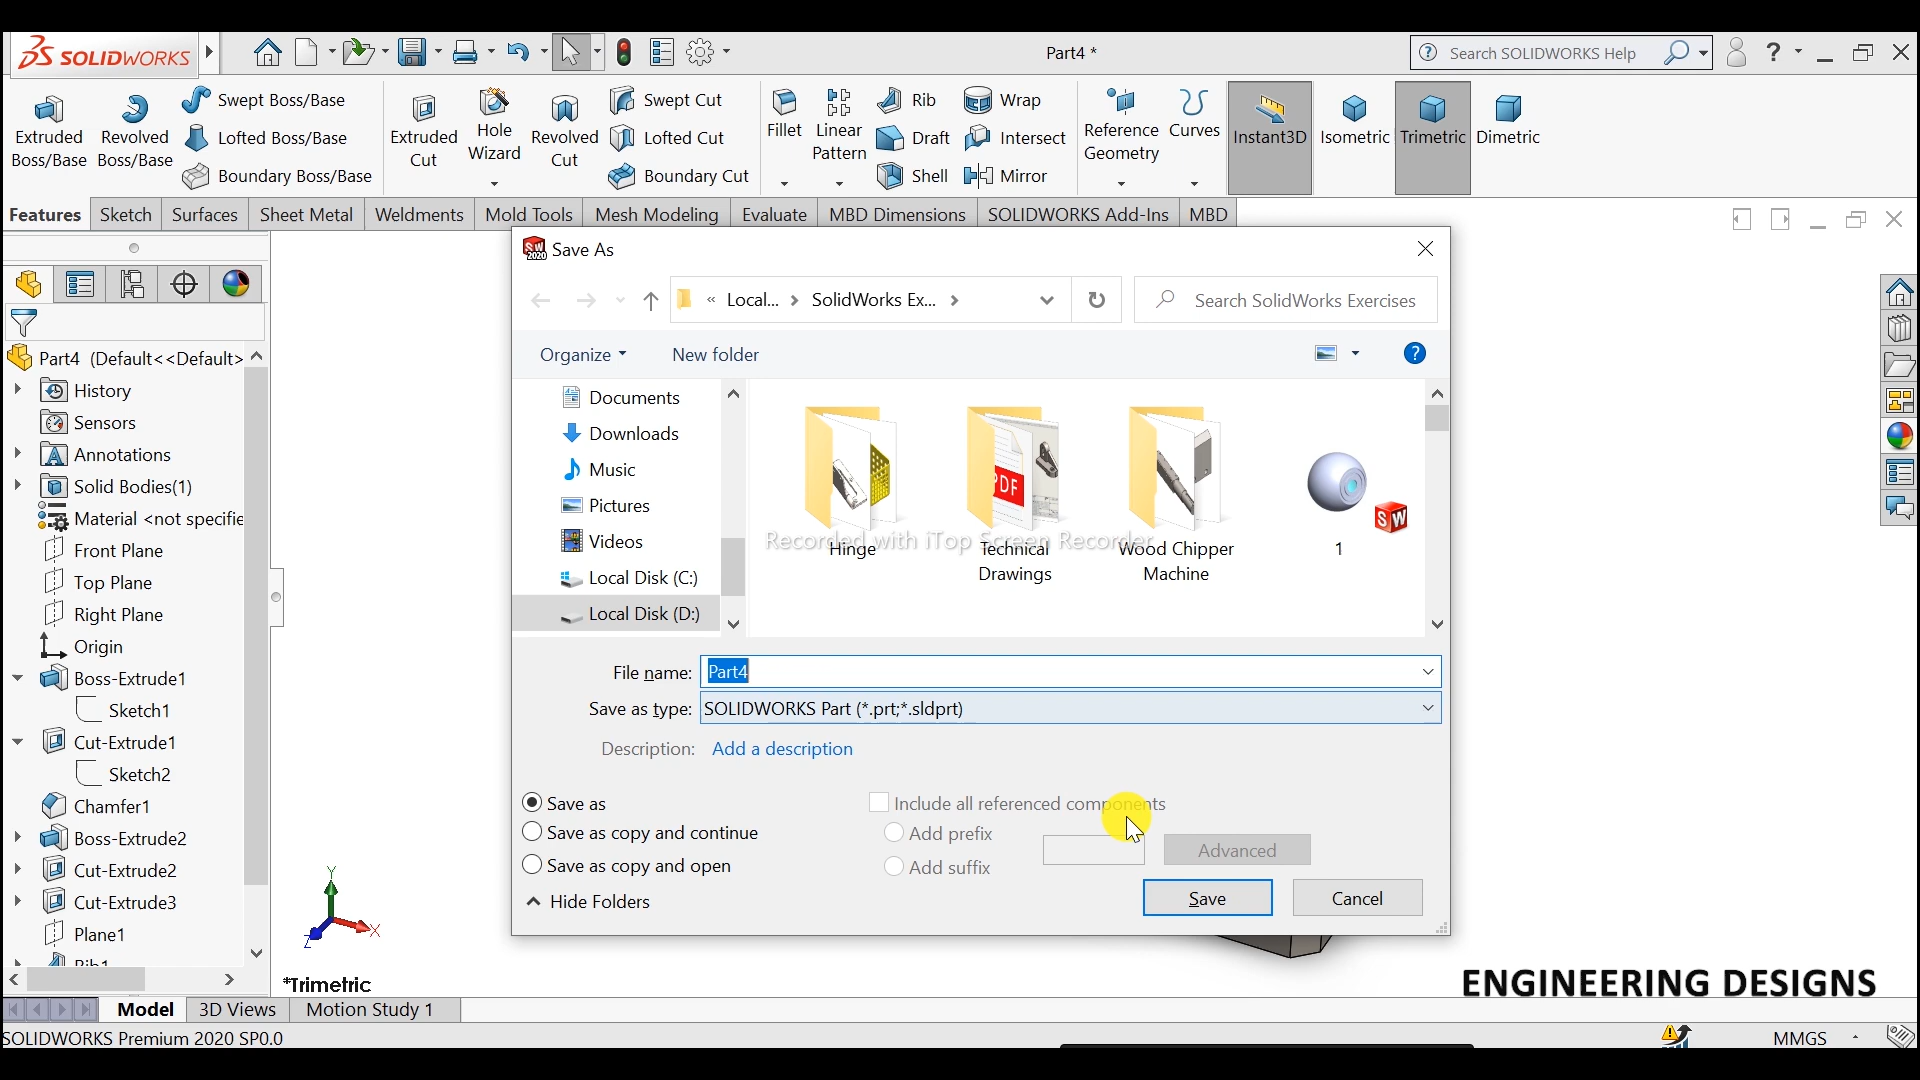 SOLIDWORKS
Part4 *
Search SOLIDWORKS Help
?
Extruded Boss/Base
Revolved Boss/Base
Swept Boss/Base
Lofted Boss/Base
Boundary Boss/Base
Extruded Cut
Hole Wizard
Revolved Cut
Swept Cut
Lofted Cut
Boundary Cut
Fillet
Linear Pattern
Rib
Draft
Shell
Wrap
Intersect
Mirror
Reference Geometry
Curves
Instant3D
Isometric
Trimetric
Dimetric
Features
Sketch
Surfaces
Sheet Metal
Weldments
Mold Tools
Mesh Modeling
Evaluate
MBD Dimensions
SOLIDWORKS Add-Ins
MBD
Part4 (Default<<Default>
History
Sensors
Annotations
Solid Bodies(1)
Material <not specifie
Front Plane
Top Plane
Right Plane
Origin
Boss-Extrude1
Sketch1
Cut-Extrude1
Sketch2
Chamfer1
Boss-Extrude2
Cut-Extrude2
Cut-Extrude3
Plane1
Rib1
SW 2020
Save As
« Local... > SolidWorks Ex... >
Search SolidWorks Exercises
Organize
New folder
?
Documents
Downloads
Music
Pictures
Videos
Local Disk (C:)
Local Disk (D:)
PDF
SW
Recorded with iTop Screen Recorder
Hinge
Technical Drawings
Wood Chipper Machine
1
File name: Part4
Save as type: SOLIDWORKS Part (*.prt;*.sldprt)
Description: Add a description
Save as
Save as copy and continue
Save as copy and open
Include all referenced components
Add prefix
Add suffix
Advanced
Hide Folders
Save
Cancel
Y
X
Z
*Trimetric
ENGINEERING DESIGNS
Model
3D Views
Motion Study 1
SOLIDWORKS Premium 2020 SP0.0
MMGS